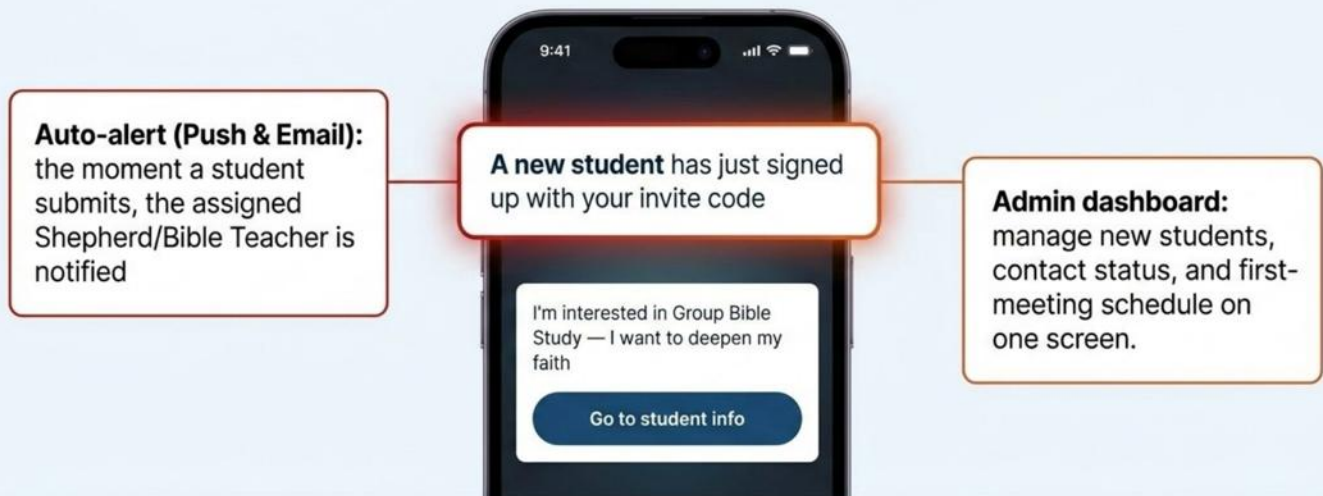 9:41
Auto-alert (Push & Email):
the moment a student
submits, the assigned
Shepherd/Bible Teacher is
notified
A new student has just signed
up with your invite code
Admin dashboard:
manage new students,
contact status, and first-
meeting schedule on
one screen.
I'm interested in Group Bible
Study — I want to deepen my
faith
Go to student info